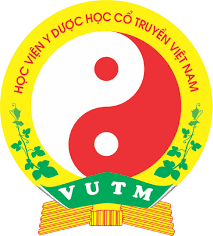 HỌC VIỆN Y DƯỢC HỌC CỔ TRUYỀN VIỆT NAM
VUTM